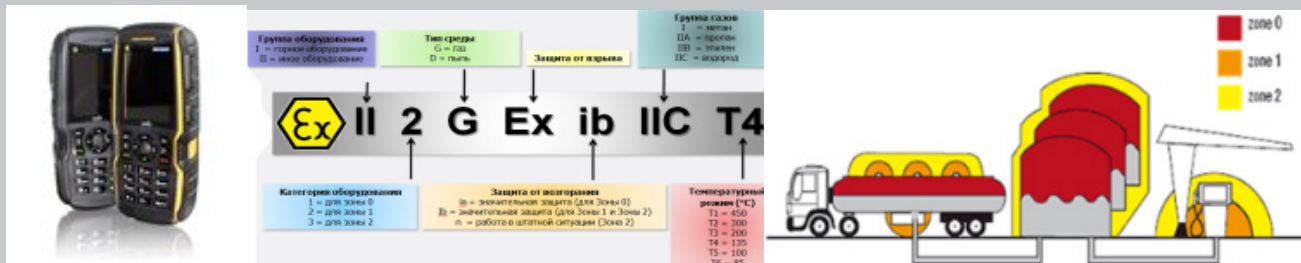 Группа оборудования
I = горное оборудование
II = иное оборудование
Тип среды
G = газ
D = пыль
Защита от взрыва
Группа газов
I = метан
IIA = пропан
IIB = этилен
IIC = водород
Ex II 2 G Ex ib IIC T4
Категория оборудования
1 = для зоны 0
2 = для зоны 1
3 = для зоны 2
Защита от возгорания
ia = значительная защита (для Зоны 0)
Ib = значительная защита (для Зоны 1 и Зоны 2)
n = работа в штатной ситуации (Зона 2)
Температурный
режим (°C)
T1 = 450
T2 = 300
T3 = 200
T4 = 135
T5 = 100
T6 = 85
zone 0
zone 1
zone 2